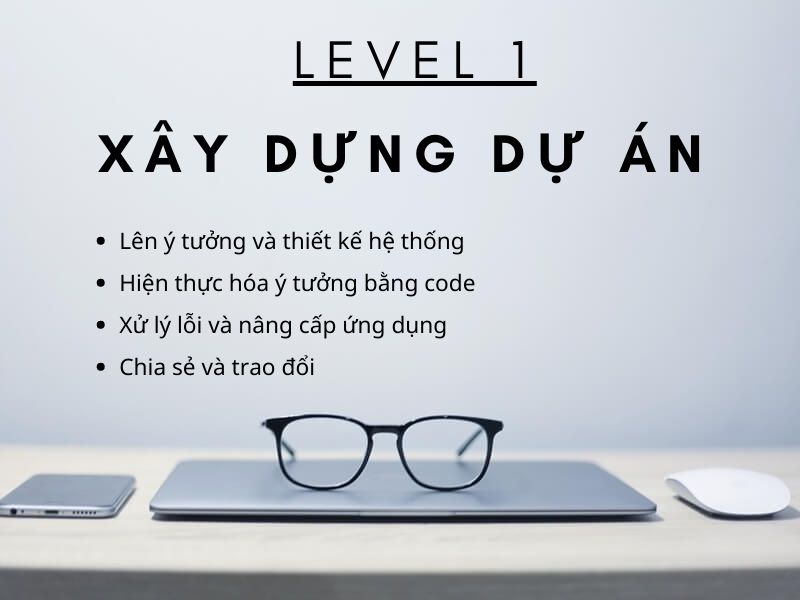 LEVEL 1
XÂY DỰNG DỰ ÁN
• Lên ý tưởng và thiết kế hệ thống
• Hiện thực hóa ý tưởng bằng code
• Xử lý lỗi và nâng cấp ứng dụng
• Chia sẻ và trao đổi